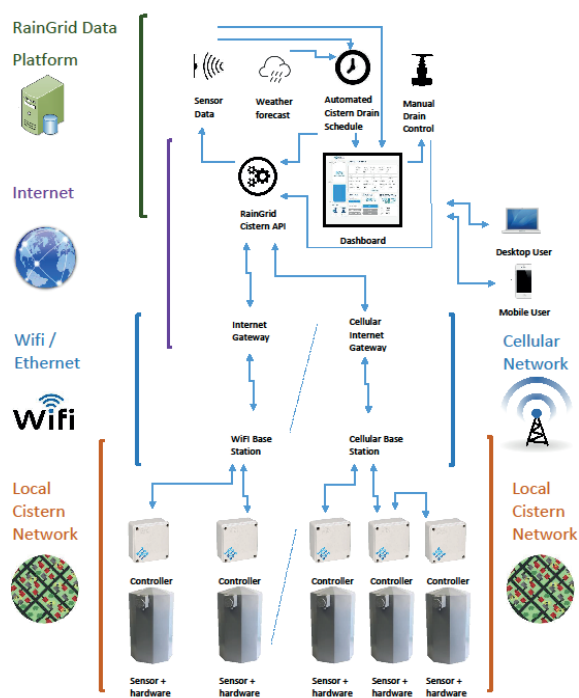 RainGrid Data
Platform
Sensor
Data
Weather
forecast
Automated
Cistern Drain
Schedule
Manual
Drain
Control
Internet
RainGrid
Cistern API
Dashboard
Desktop User
Mobile User
Wifi /
Ethernet
Internet
Gateway
Cellular
Internet
Gateway
Cellular
Network
Wifi
WiFI Base
Station
Cellular Base
Station
Local
Cistern
Network
Local
Cistern
Network
Controller
Controller
Controller
Controller
Controller
Sensor +
hardware
Sensor +
hardware
Sensor +
hardware
Sensor +
hardware
Sensor +
hardware